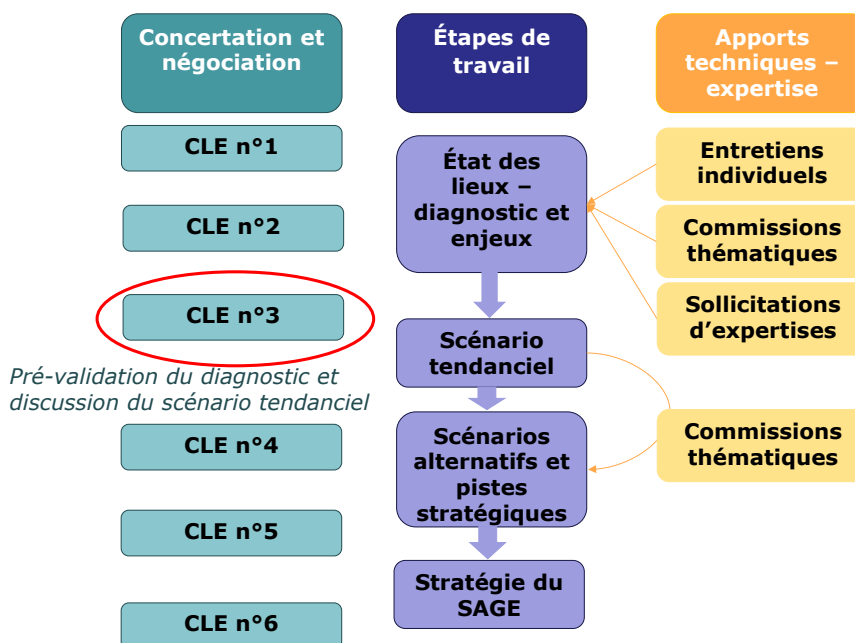 Concertation et
négociation
CLE n°1
CLE n°2
CLE n°3
Pré-validation du diagnostic et
discussion du scénario tendanciel
CLE n°4
CLE n°5
CLE n°6
Étapes de
travail
État des
lieux –
diagnostic et
enjeux
Scénario
tendanciel
Scénarios
alternatifs et
pistes
stratégiques
Stratégie du
SAGE
Apports
techniques –
expertise
Entretiens
individuels
Commissions
thématiques
Sollicitations
d’expertises
Commissions
thématiques